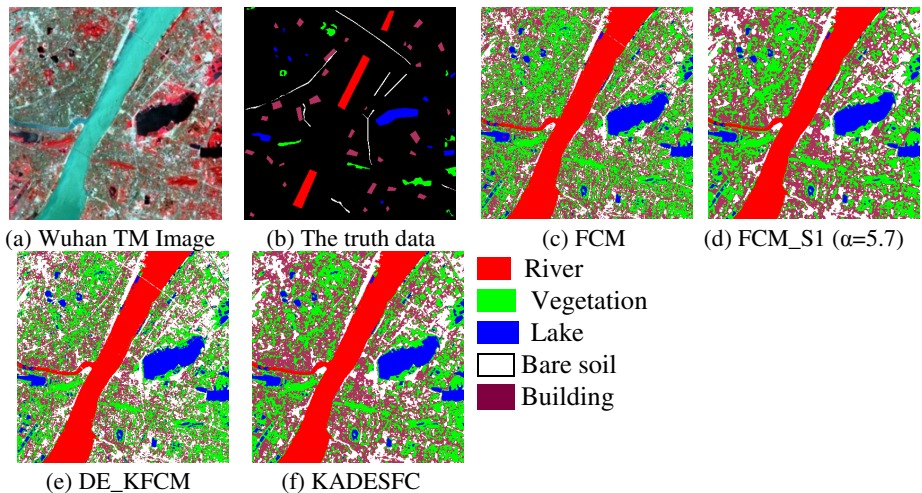 (a) Wuhan TM Image
(b) The truth data
(c) FCM
(d) FCM_S1 (α=5.7)
River
Vegetation
Lake
Bare soil
Building
(e) DE_KFCM
(f) KADESFC